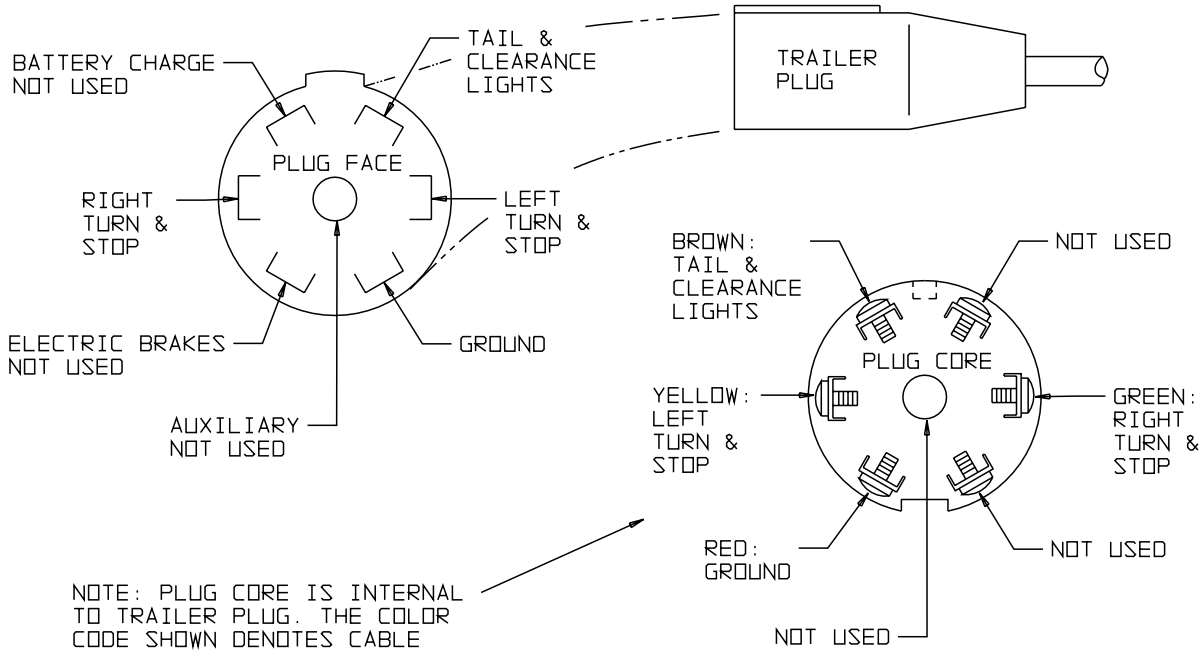 BATTERY CHARGE
NOT USED
TAIL &
CLEARANCE
LIGHTS
TRAILER
PLUG
PLUG FACE
RIGHT
TURN &
STOP
LEFT
TURN &
STOP
ELECTRIC BRAKES
NOT USED
GROUND
AUXILIARY
NOT USED
BROWN:
TAIL &
CLEARANCE
LIGHTS
NOT USED
PLUG CORE
YELLOW:
LEFT
TURN &
STOP
GREEN:
RIGHT
TURN &
STOP
RED:
GROUND
NOT USED
NOT USED
NOTE: PLUG CORE IS INTERNAL
TO TRAILER PLUG. THE COLOR
CODE SHOWN DENOTES CABLE